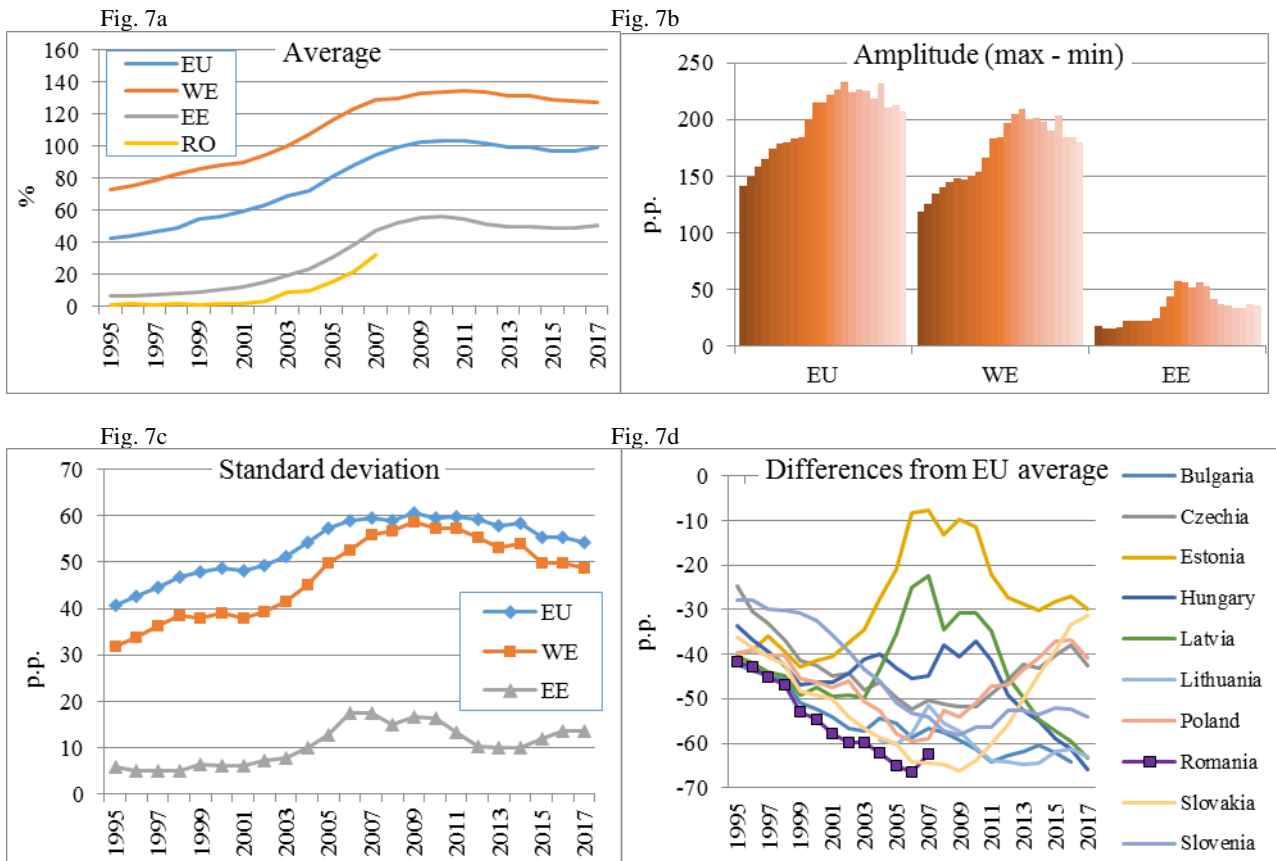 Fig. 7a
Average
160
140
120
100
80
60
40
20
0
%
EU
WE
EE
RO
1995
1997
1999
2001
2003
2005
2007
2009
2011
2013
2015
2017
Fig. 7b
Amplitude (max - min)
250
200
150
100
50
0
p.p.
EU
WE
EE
Fig. 7c
Standard deviation
70
60
50
40
30
20
10
0
p.p.
EU
WE
EE
1995
1997
1999
2001
2003
2005
2007
2009
2011
2013
2015
2017
Fig. 7d
Differences from EU average
0
-10
-20
-30
-40
-50
-60
-70
p.p.
1995
1997
1999
2001
2003
2005
2007
2009
2011
2013
2015
2017
Bulgaria
Czechia
Estonia
Hungary
Latvia
Lithuania
Poland
Romania
Slovakia
Slovenia